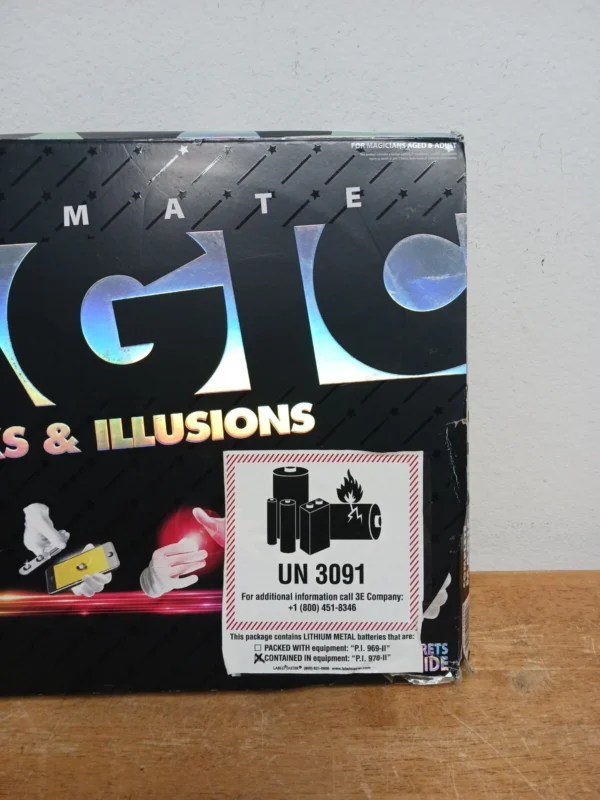 FOR MAGICIANS AGED 8-ADULT
MATE
AGIC
KS & ILLUSIONS
UN 3091
For additional information call 3E Company:
+1 (800) 451-8346
This package contains LITHIUM METAL batteries that are:
PACKED WITH equipment: "P.I. 969-II"
CONTAINED IN equipment: "P.I. 970-II"
RETS
IDE